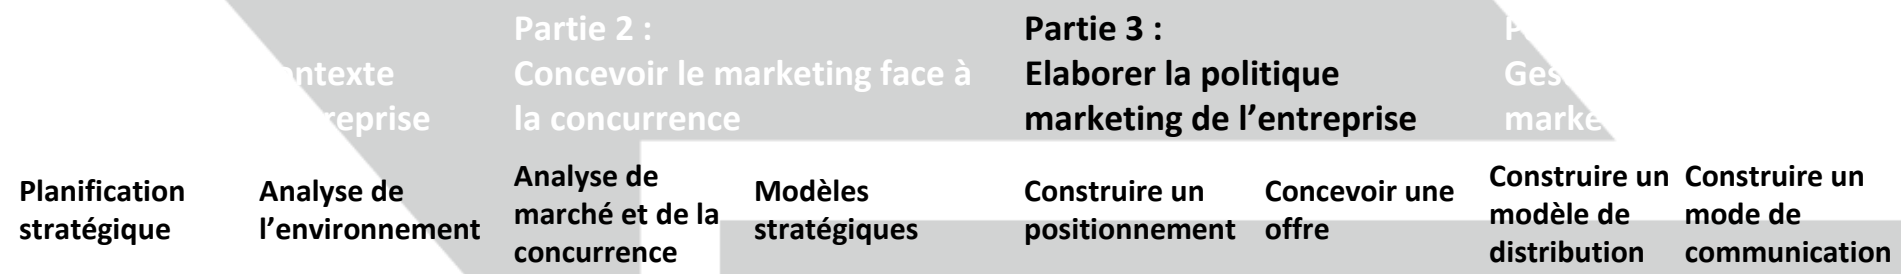 Partie 2 :
Concevoir le marketing face à
la concurrence
Partie 3 :
Elaborer la politique
marketing de l’entreprise
Planification
stratégique
Analyse de
l’environnement
Analyse de
marché et de la
concurrence
Modèles
stratégiques
Construire un
positionnement
Concevoir une
offre
Construire un
modèle de
distribution
Construire un
mode de
communication